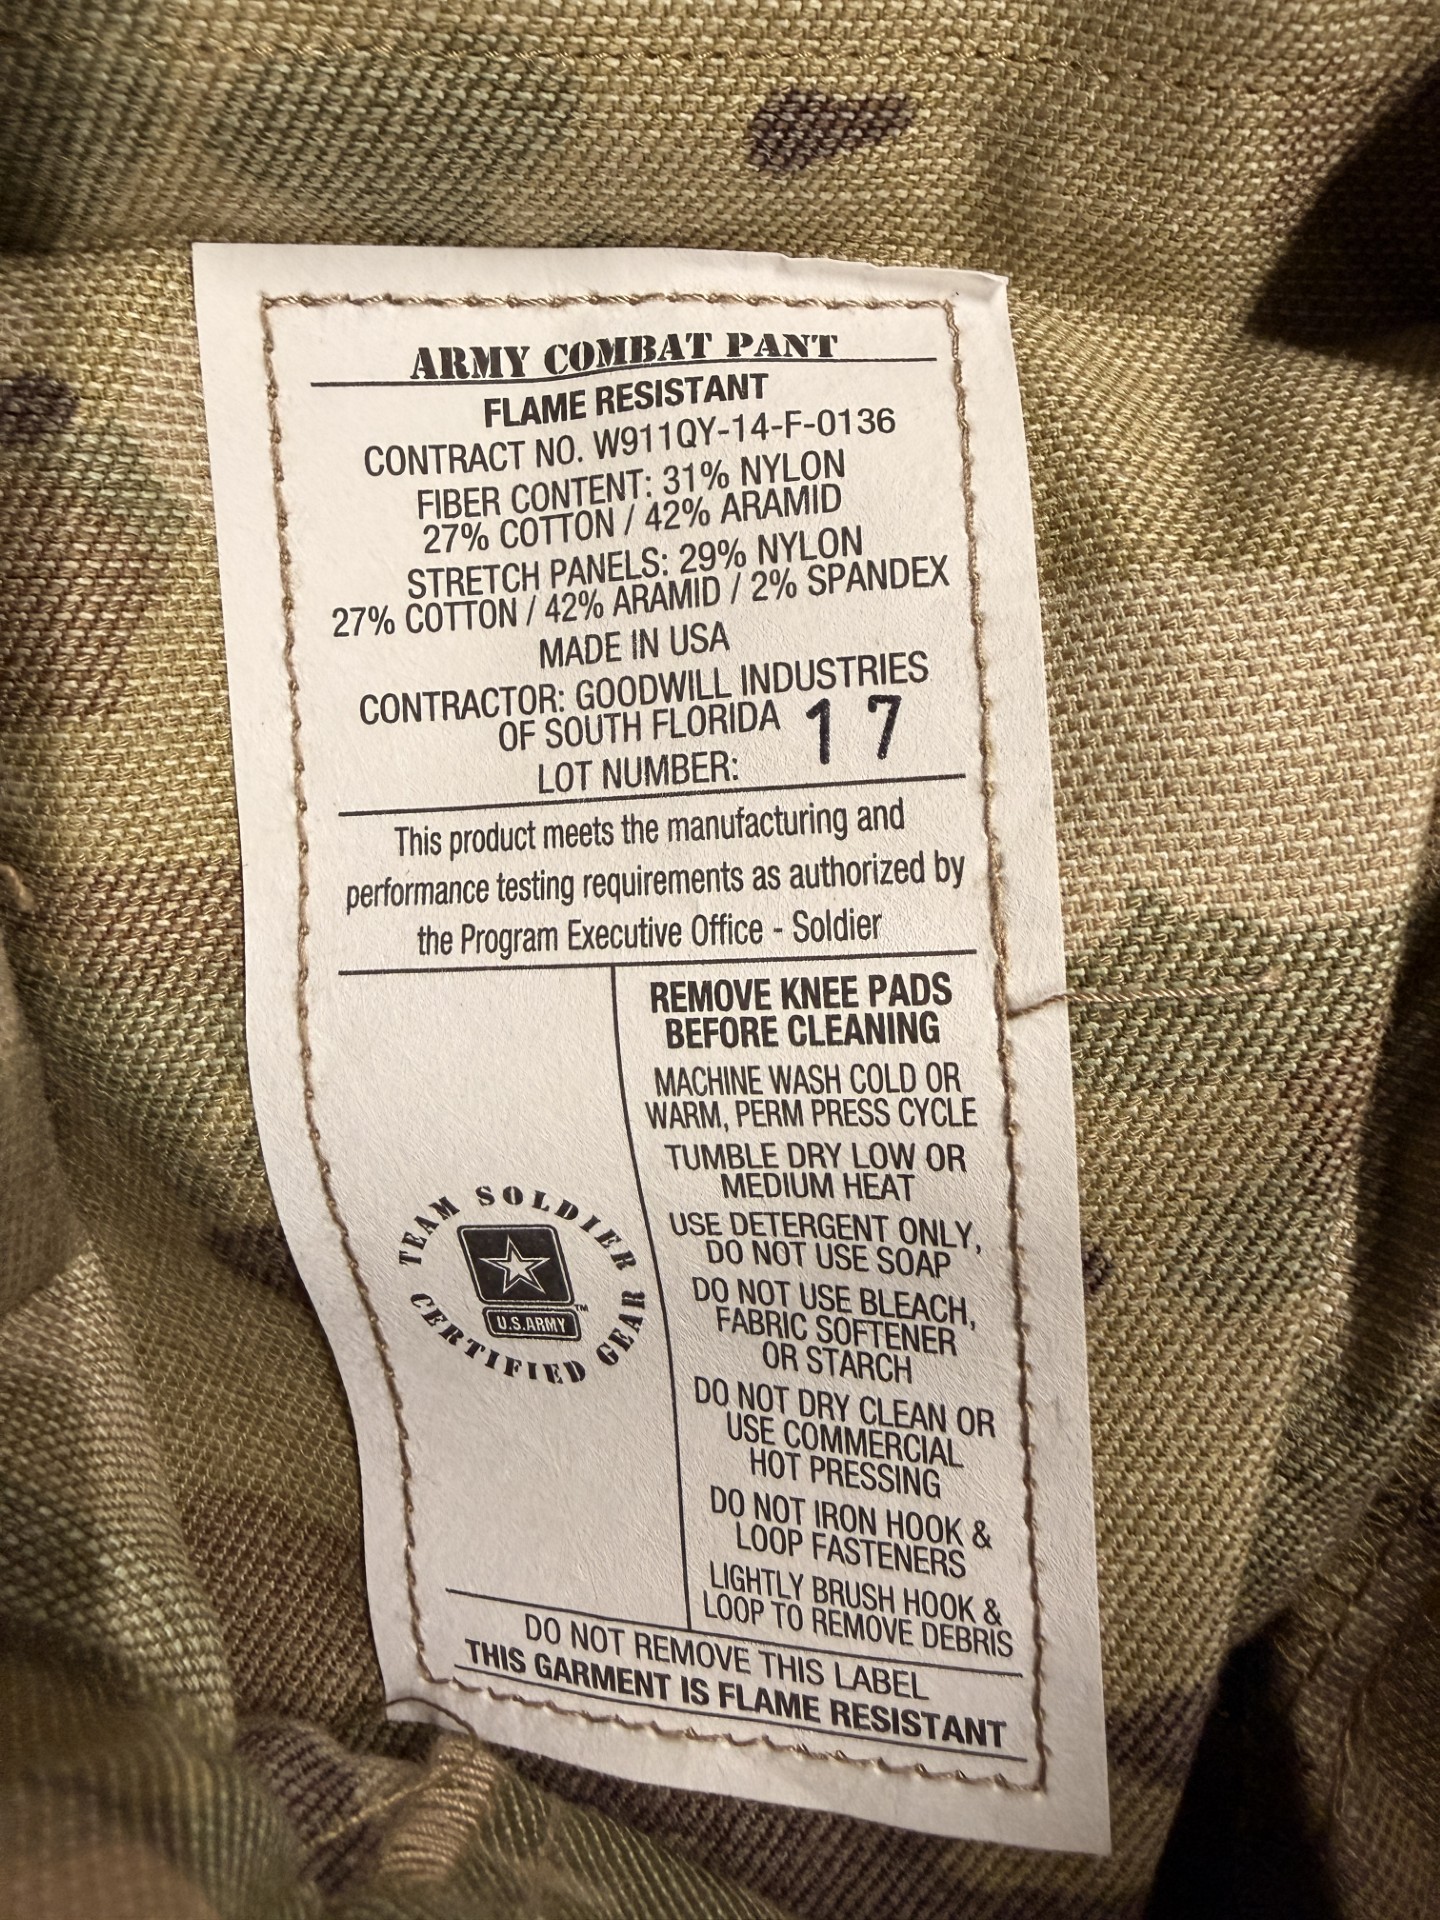 ARMY COMBAT PANT
FLAME RESISTANT
CONTRACT NO. W911QY-14-F-0136
FIBER CONTENT: 31% NYLON
27% COTTON / 42% ARAMID
STRETCH PANELS: 29% NYLON
27% COTTON / 42% ARAMID / 2% SPANDEX
MADE IN USA
CONTRACTOR: GOODWILL INDUSTRIES
OF SOUTH FLORIDA
LOT NUMBER: 17
This product meets the manufacturing and
performance testing requirements as authorized by
the Program Executive Office - Soldier
REMOVE KNEE PADS
BEFORE CLEANING
MACHINE WASH COLD OR
WARM, PERM PRESS CYCLE
TUMBLE DRY LOW OR
MEDIUM HEAT
USE DETERGENT ONLY,
DO NOT USE SOAP
DO NOT USE BLEACH,
FABRIC SOFTENER
OR STARCH
DO NOT DRY CLEAN OR
USE COMMERCIAL
HOT PRESSING
DO NOT IRON HOOK &
LOOP FASTENERS
LIGHTLY BRUSH HOOK &
LOOP TO REMOVE DEBRIS
TEAM SOLDIER
U.S.ARMY™
CERTIFIED GEAR
DO NOT REMOVE THIS LABEL
THIS GARMENT IS FLAME RESISTANT